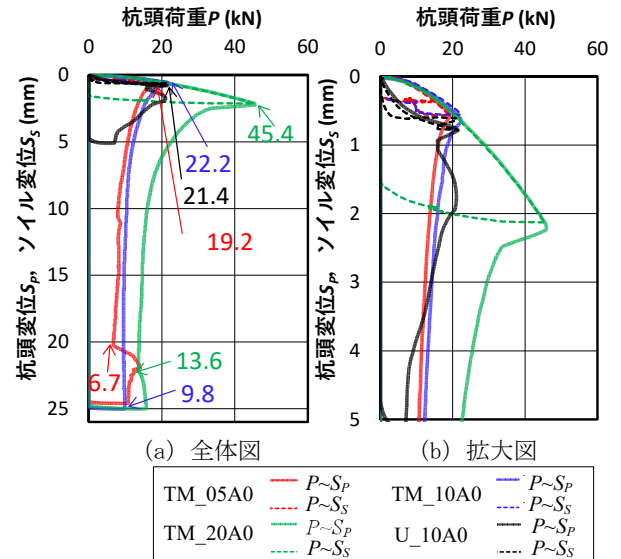 杭頭荷重P (kN)
杭頭荷重P (kN)
0 20 40 60
0 20 40 60
杭頭変位SP, ソイル変位SS (mm)
0
5
10
15
20
25
45.4
22.2
21.4
19.2
13.6
6.7
9.8
杭頭変位SP, ソイル変位SS (mm)
0
1
2
3
4
5
(a) 全体図
(b) 拡大図
TM_05A0 P~SP
P~SS
TM_10A0 P~SP
P~SS
TM_20A0 P~SP
P~SS
U_10A0 P~SP
P~SS